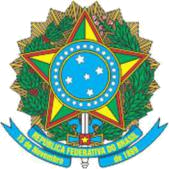 REPÚBLICA FEDERATIVA DO BRASIL
15 de Novembro de 1889